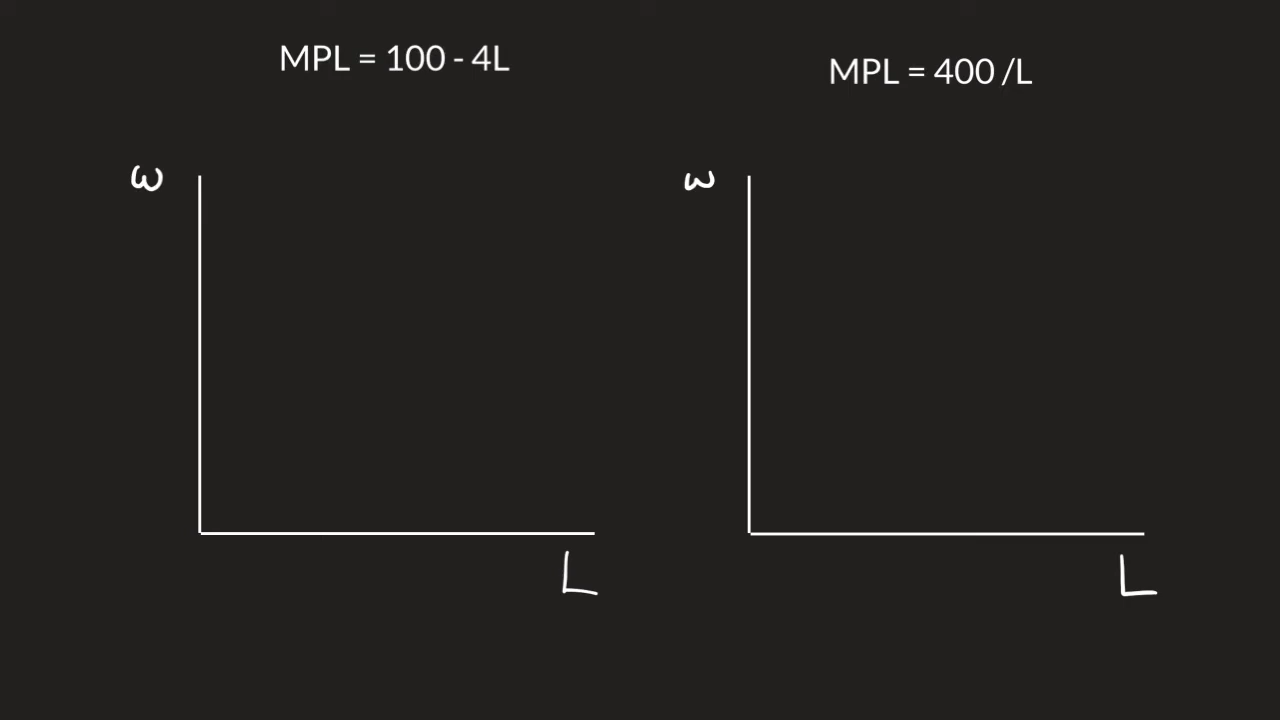 MPL = 100 - 4L
MPL = 400 /L
ω
ω
L
L